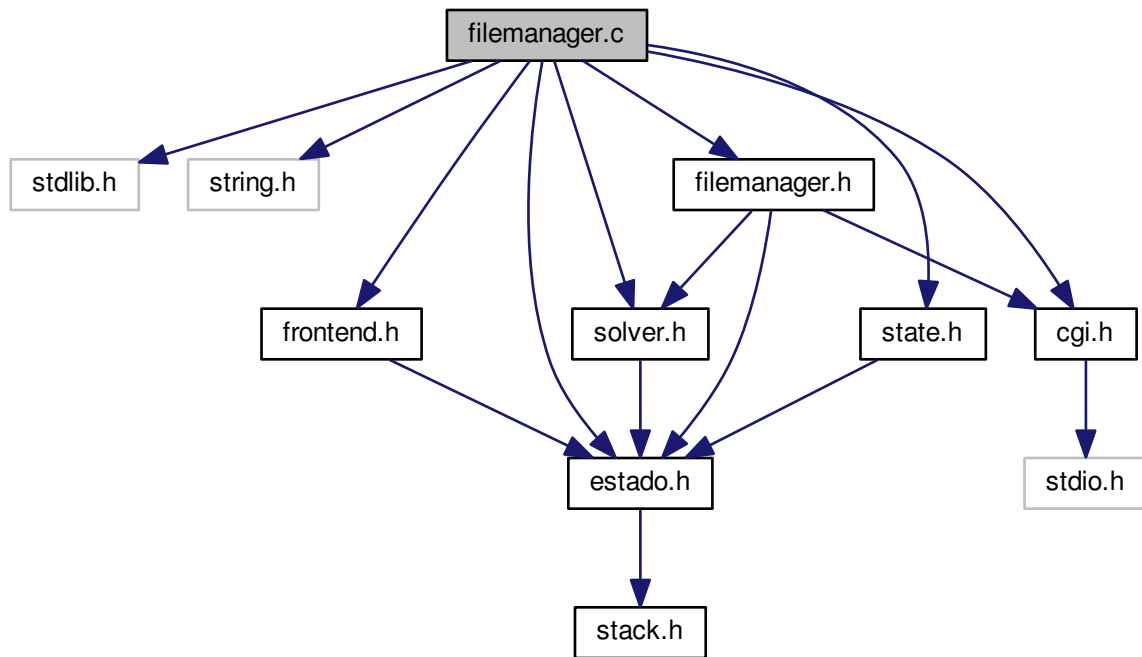 filemanager.c
stdlib.h
string.h
filemanager.h
frontend.h
solver.h
state.h
cgi.h
estado.h
stdio.h
stack.h